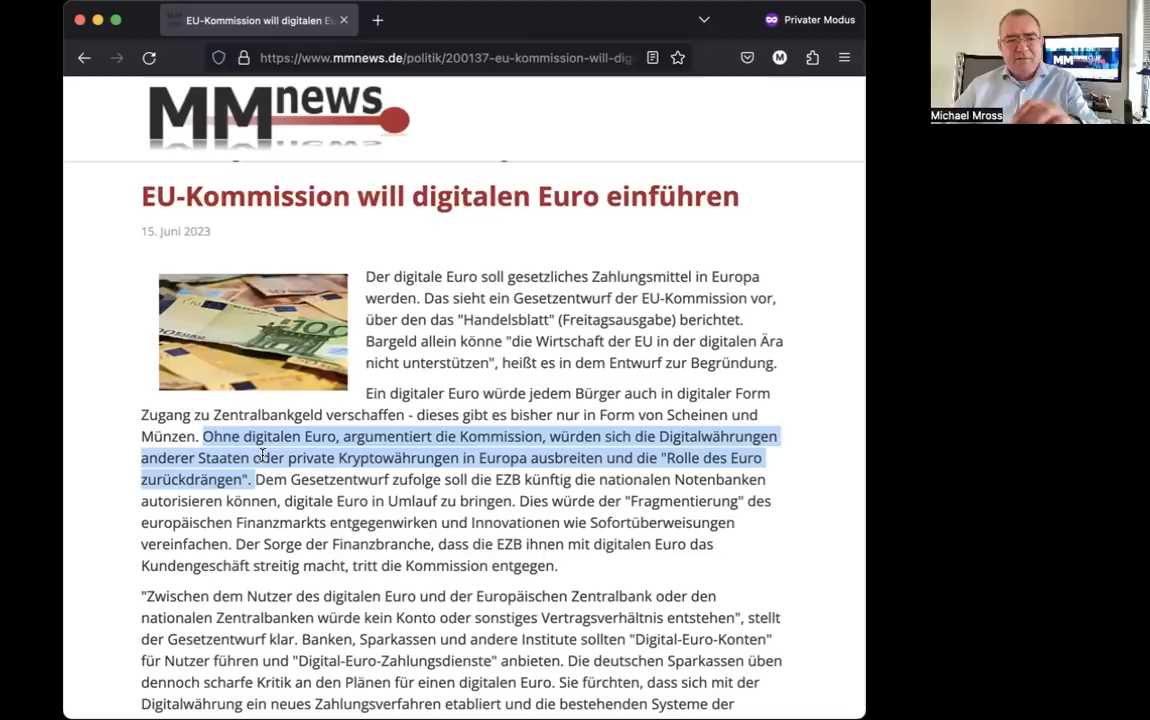 EU-Kommission will digitalen Eu
Privater Modus
https://www.mmnews.de/politik/200137-eu-kommission-will-dig
MMnews
EU-Kommission will digitalen Euro einführen
15. Juni 2023
Der digitale Euro soll gesetzliches Zahlungsmittel in Europa
werden. Das sieht ein Gesetzentwurf der EU-Kommission vor,
über den das "Handelsblatt" (Freitagsausgabe) berichtet.
Bargeld allein könne "die Wirtschaft der EU in der digitalen Ära
nicht unterstützen", heißt es in dem Entwurf zur Begründung.
Ein digitaler Euro würde jedem Bürger auch in digitaler Form
Zugang zu Zentralbankgeld verschaffen - dieses gibt es bisher nur in Form von Scheinen und
Münzen. Ohne digitalen Euro, argumentiert die Kommission, würden sich die Digitalwährungen
anderer Staaten oder private Kryptowährungen in Europa ausbreiten und die "Rolle des Euro
zurückdrängen". Dem Gesetzentwurf zufolge soll die EZB künftig die nationalen Notenbanken
autorisieren können, digitale Euro in Umlauf zu bringen. Dies würde der "Fragmentierung" des
europäischen Finanzmarkts entgegenwirken und Innovationen wie Sofortüberweisungen
vereinfachen. Der Sorge der Finanzbranche, dass die EZB ihnen mit digitalen Euro das
Kundengeschäft streitig macht, tritt die Kommission entgegen.
"Zwischen dem Nutzer des digitalen Euro und der Europäischen Zentralbank oder den
nationalen Zentralbanken würde kein Konto oder sonstiges Vertragsverhältnis entstehen", stellt
der Gesetzentwurf klar. Banken, Sparkassen und andere Institute sollten "Digital-Euro-Konten"
für Nutzer führen und "Digital-Euro-Zahlungsdienste" anbieten. Die deutschen Sparkassen üben
dennoch scharfe Kritik an den Plänen für einen digitalen Euro. Sie fürchten, dass sich mit der
Digitalwährung ein neues Zahlungsverfahren etabliert und die bestehenden Systeme der
100
MM
Michael Mross